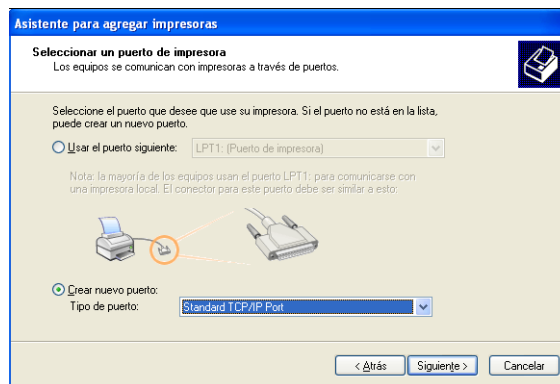 Asistente para agregar impresoras
Seleccionar un puerto de impresora
Los equipos se comunican con impresoras a través de puertos.
Seleccione el puerto que desee que use su impresora. Si el puerto no está en la lista,
puede crear un nuevo puerto.
Usar el puerto siguiente: LPT1: (Puerto de impresora)
Nota: la mayoría de los equipos usan el puerto LPT1: para comunicarse con
una impresora local. El conector para este puerto debe ser similar a esto:
Crear nuevo puerto:
Tipo de puerto: Standard TCP/IP Port
< Atrás Siguiente > Cancelar